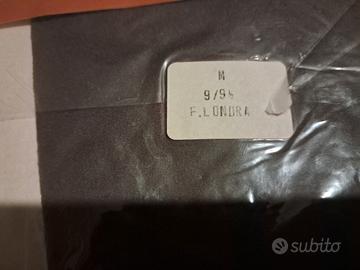 M
9/9½
F.LONDRA
subito